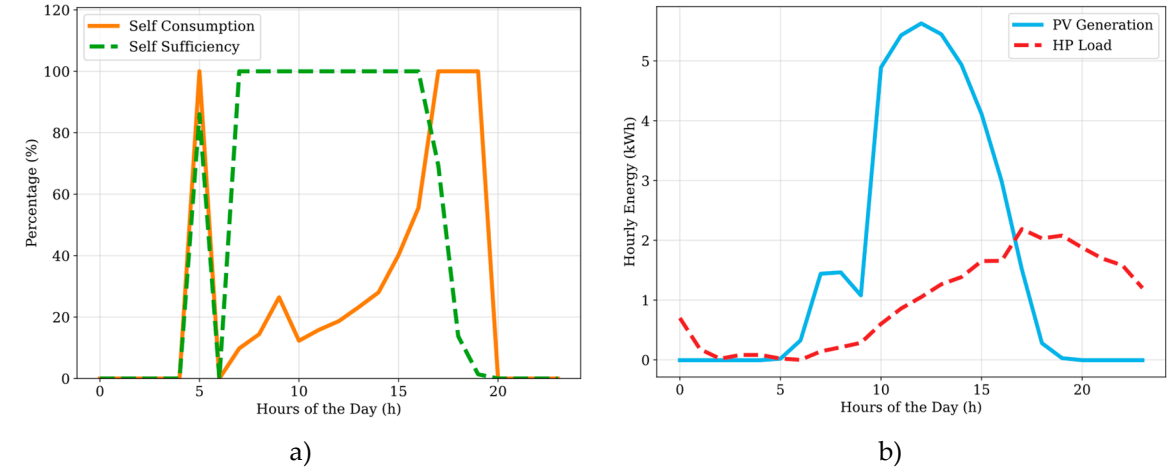 120
100
80
60
40
20
0
Percentage (%)
Self Consumption
Self Sufficiency
0 5 10 15 20
Hours of the Day (h)
a)
5
4
3
2
1
0
Hourly Energy (kWh)
PV Generation
HP Load
0 5 10 15 20
Hours of the Day (h)
b)